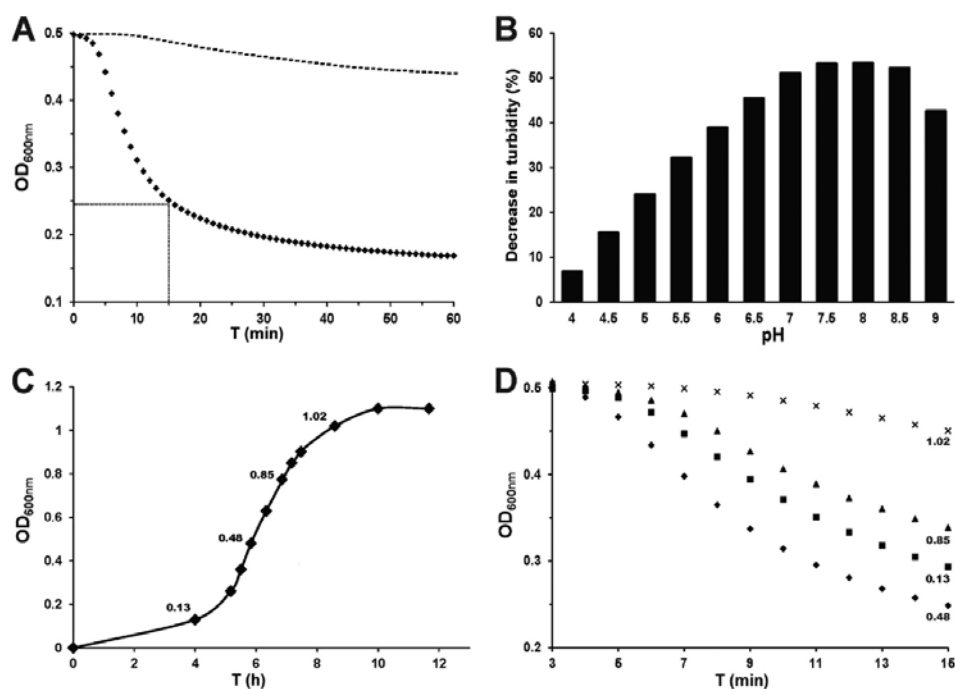 A
0.5
0.4
0.3
0.2
0.1
OD600nm
0 10 20 30 40 50 60
T (min)
B
60
50
40
30
20
10
0
Decrease in turbidity (%)
4 4.5 5 5.5 6 6.5 7 7.5 8 8.5 9
pH
C
1.2
1
0.8
0.6
0.4
0.2
0
OD600nm
1.02
0.85
0.48
0.13
0 2 4 6 8 10 12
T (h)
D
0.5
0.4
0.3
0.2
OD600nm
1.02
0.85
0.13
0.48
3 5 7 9 11 13 15
T (min)